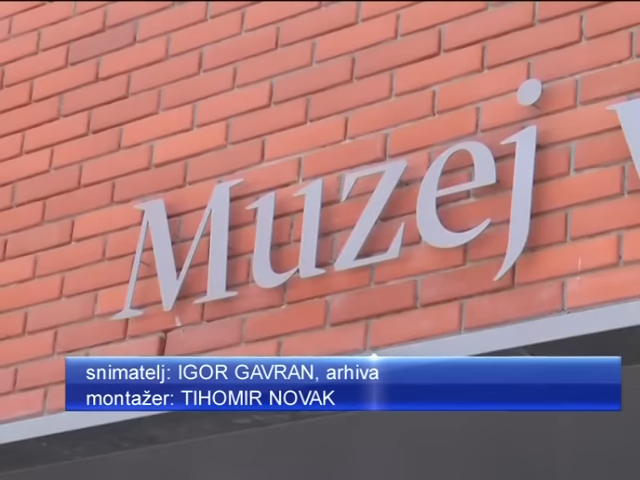 Muzej V
snimatelj: IGOR GAVRAN, arhiva
montažer: TIHOMIR NOVAK